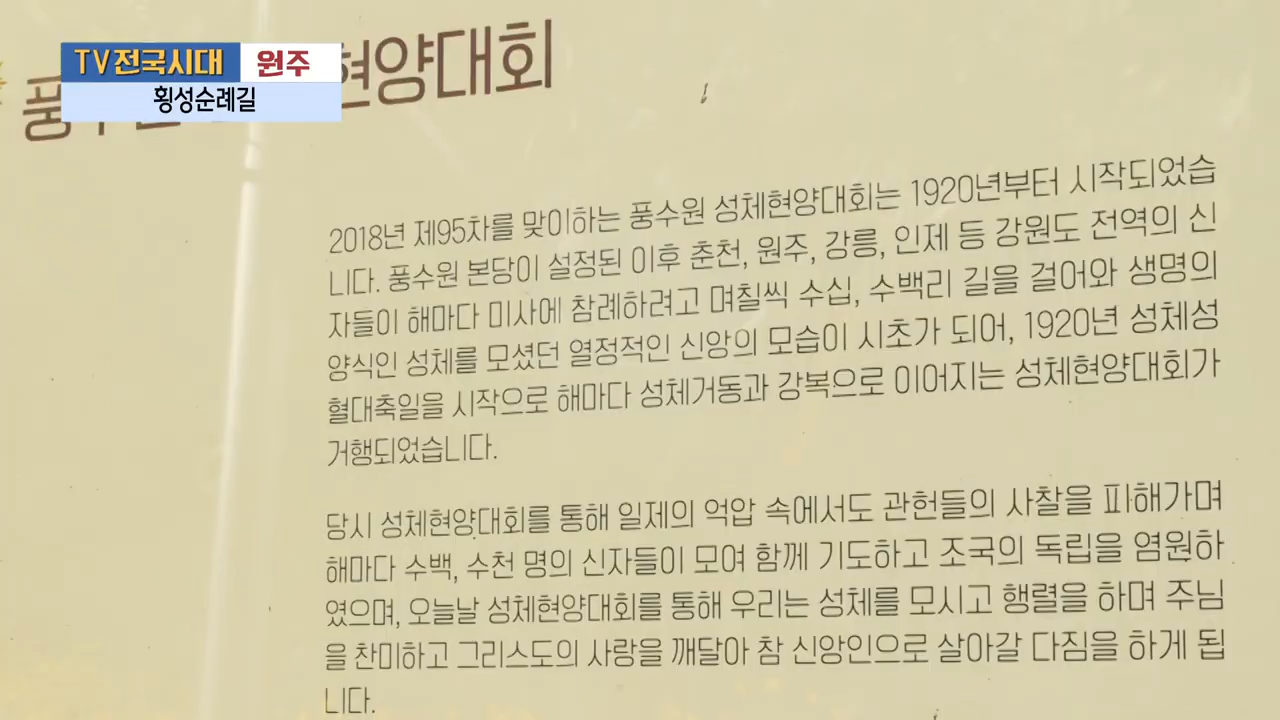 TV전국시대 원주
횡성순례길
현양대회
2018년 제95차를 맞이하는 풍수원 성체현양대회는 1920년부터 시작되었습
니다. 풍수원 본당이 설정된 이후 춘천, 원주, 강릉, 인제 등 강원도 전역의 신
자들이 해마다 미사에 참례하려고 며칠씩 수십, 수백리 길을 걸어와 생명의
양식인 성체를 모셨던 열정적인 신앙의 모습이 시초가 되어, 1920년 성체성
혈대축일을 시작으로 해마다 성체거동과 강복으로 이어지는 성체현양대회가
거행되었습니다.
당시 성체현양대회를 통해 일제의 억압 속에서도 관헌들의 사찰을 피해가며
해마다 수백, 수천 명의 신자들이 모여 함께 기도하고 조국의 독립을 염원하
였으며, 오늘날 성체현양대회를 통해 우리는 성체를 모시고 행렬을 하며 주님
을 찬미하고 그리스도의 사랑을 깨달아 참 신앙인으로 살아갈 다짐을 하게 됩
니다.